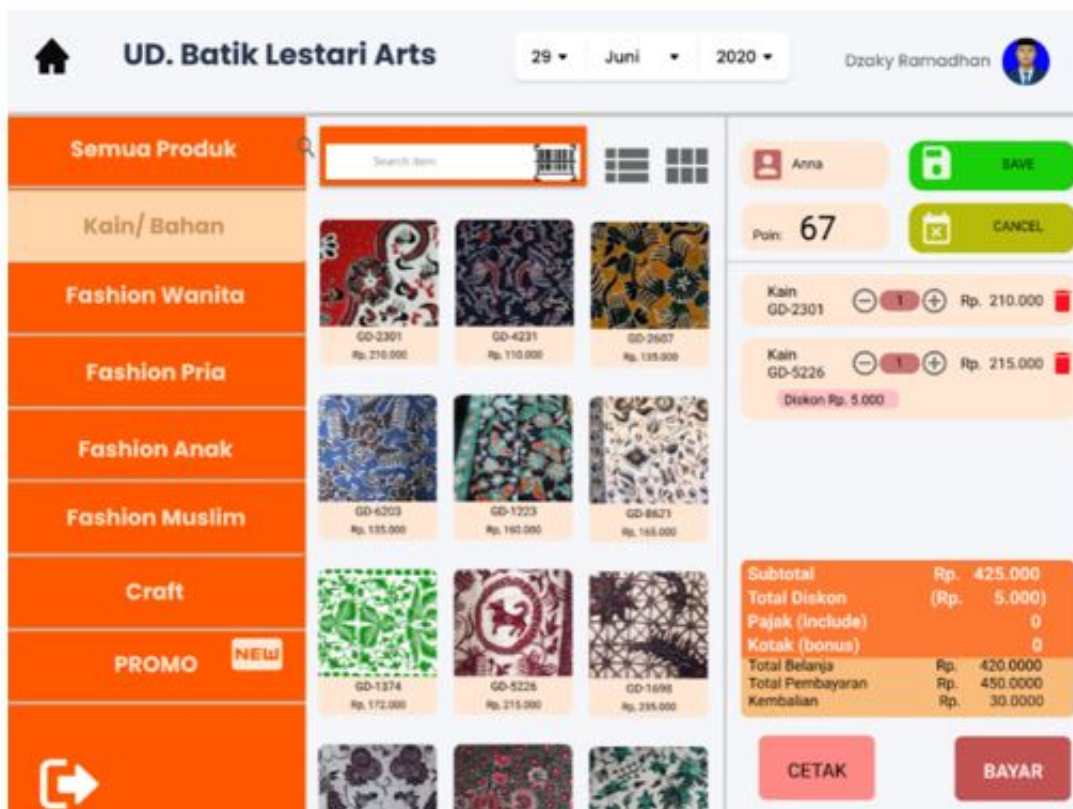 UD. Batik Lestari Arts
29 Juni 2020
Dzaky Ramadhan
Semua Produk
Kain/ Bahan
Fashion Wanita
Fashion Pria
Fashion Anak
Fashion Muslim
Craft
PROMO NEW
Search item
GD-2301 GD-4231 GD-2607
Rp, 210.000 Rp, 110.000 Rp, 135.000
GD-6203 GD-1223 GD-8621
Rp, 135.000 Rp, 160.000 Rp, 165.000
GD-1374 GD-5226 GD-1698
Rp, 172.000 Rp, 215.000 Rp, 235.000
Anna SAVE
Poin: 67 CANCEL
Kain
GD-2301 1 Rp. 210.000
Kain
GD-5226 1 Rp. 215.000
Diskon Rp. 5.000
Subtotal Rp. 425.000
Total Diskon (Rp. 5.000)
Pajak (include) 0
Kotak (bonus) 0
Total Belanja Rp. 420.0000
Total Pembayaran Rp. 450.0000
Kembalian Rp. 30.0000
CETAK BAYAR